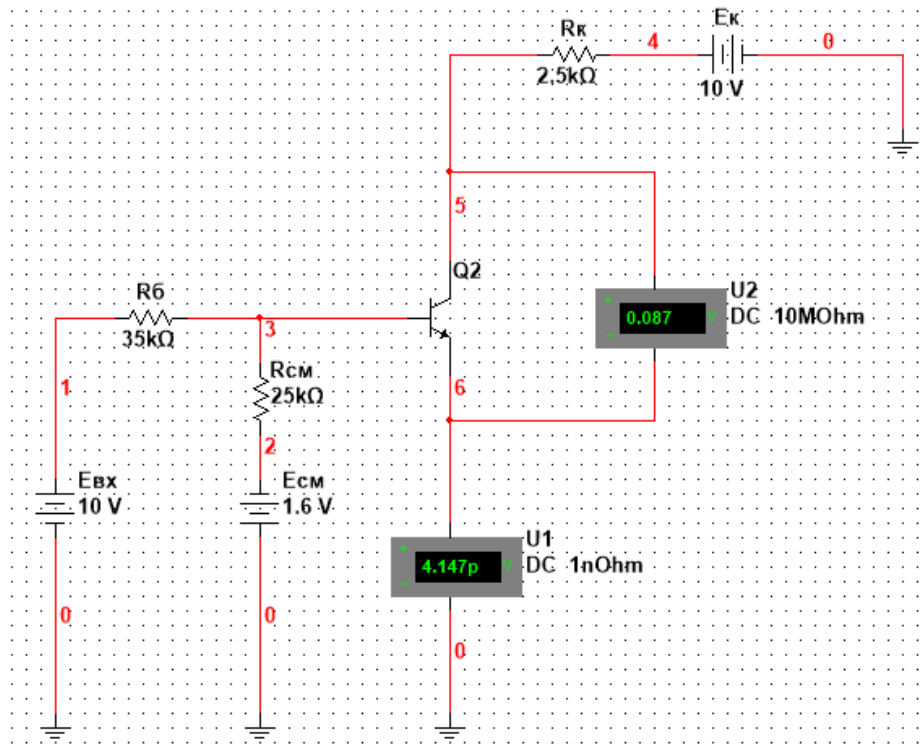 Eк
Rк
4
0
2,5kΩ
10 V
5
Q2
Rб
U2
0.087
V
DC 10MOhm
35kΩ
3
Rсм
25kΩ
1
6
2
Eвх
10 V
Eсм
1.6 V
U1
4.147p
V
DC 1nOhm
0
0
0